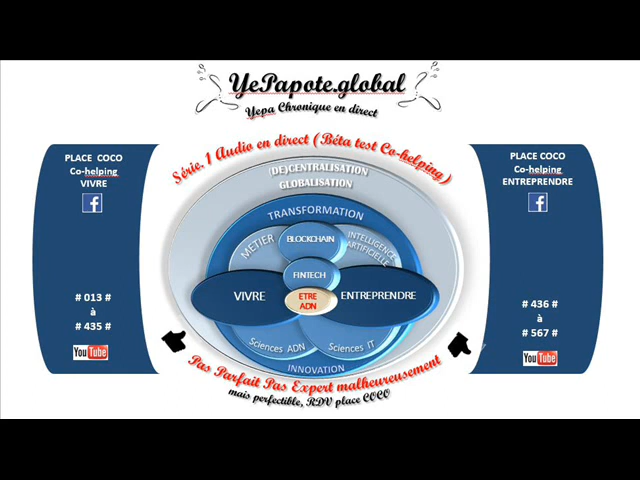 YePapote.global
Yepa Chronique en direct
Série, 1 Audio en direct (Béta test Co-helping)
(DE)CENTRALISATION
GLOBALISATION
TRANSFORMATION
METIER
BLOCKCHAIN
INTELLIGENCE
ARTIFICIELLE
FINTECH
VIVRE
ETRE
ADN
ENTREPRENDRE
Sciences ADN
Sciences IT
INNOVATION
Pas Parfait Pas Expert malheureusement
mais perfectible, RDV place COCO
PLACE COCO
Co-helping
VIVRE
f
# 013 #
à
# 435 #
YouTube
PLACE COCO
Co-helping
ENTREPRENDRE
f
# 436 #
à
# 567 #
YouTube